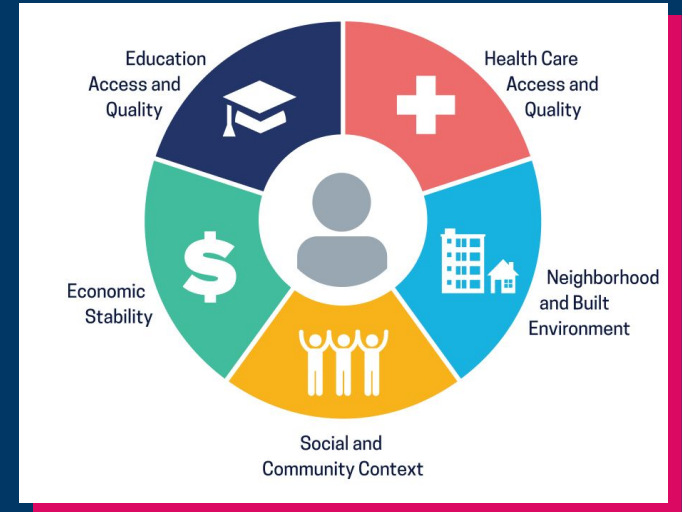 Education
Access and
Quality
Health Care
Access and
Quality
Economic
Stability
Neighborhood
and Built
Environment
Social and
Community Context